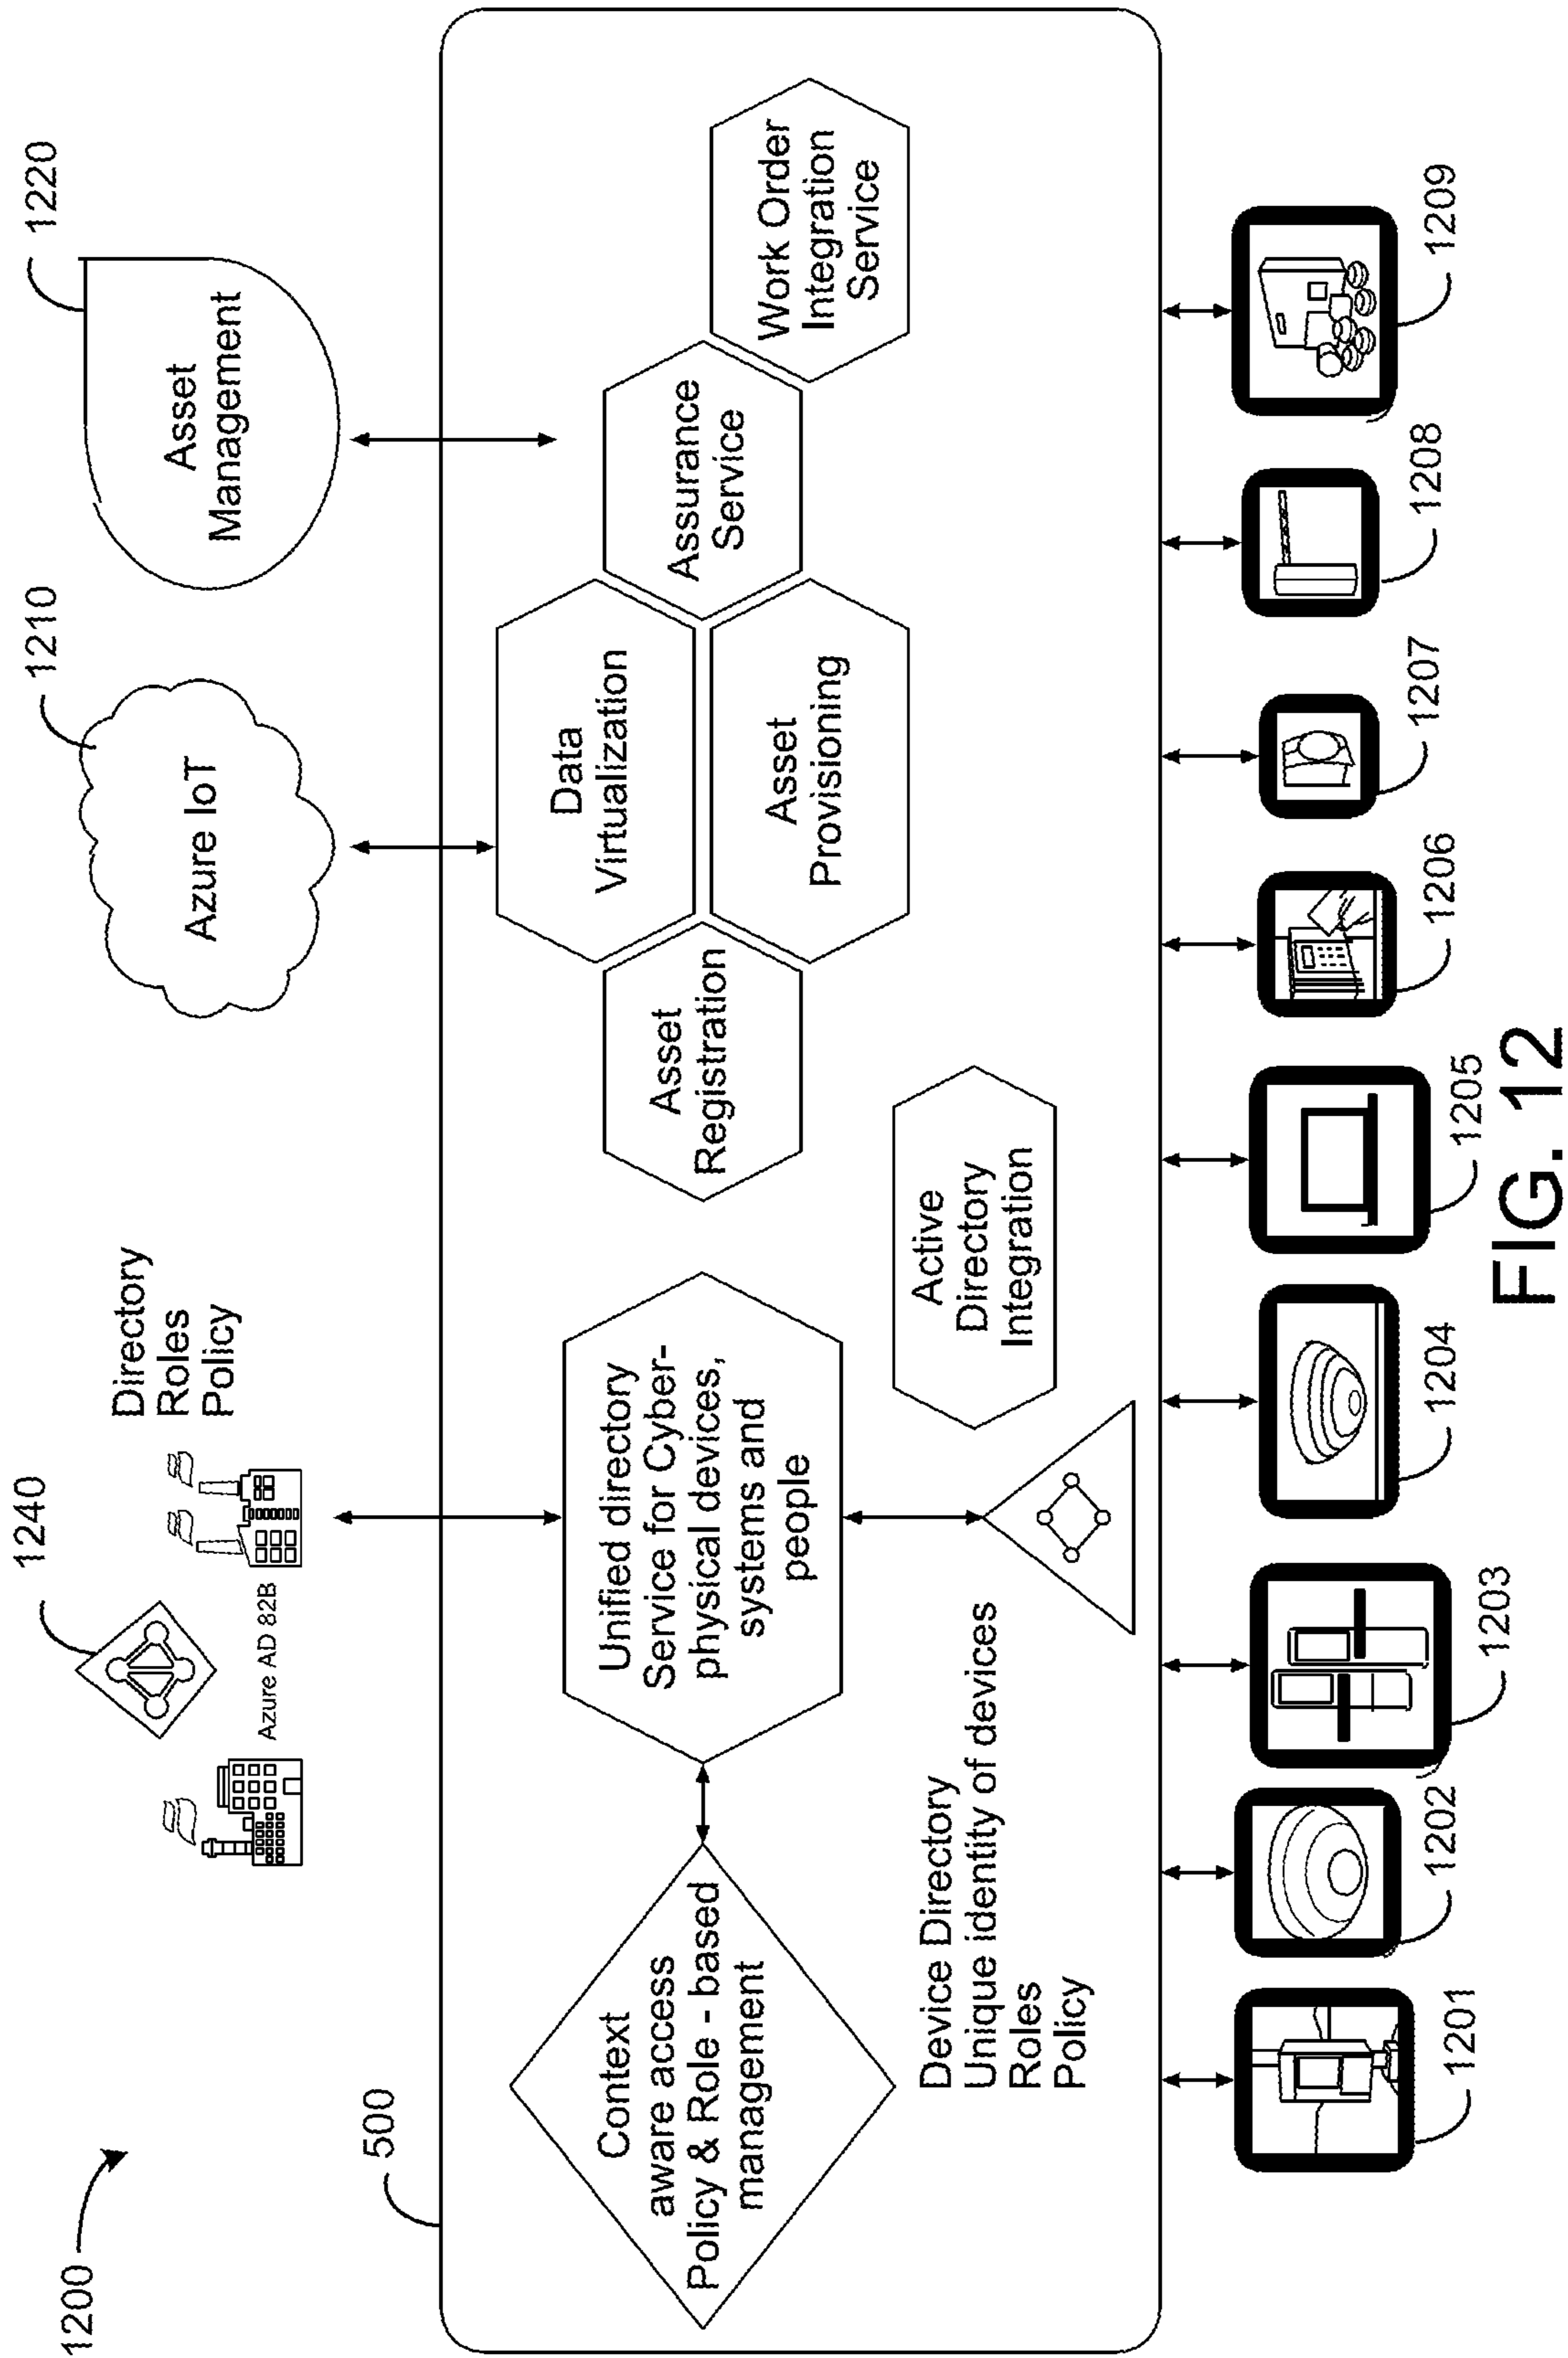 1200
1240
Azure AD 82B
Directory
Roles
Policy
1210
Azure IoT
1220
Asset
Management
500
Context
aware access
Policy & Role - based
management
Unified directory
Service for Cyber-
physical devices,
systems and
people
Asset
Registration
Data
Virtualization
Asset
Provisioning
Assurance
Service
Work Order
Integration
Service
Device Directory
Unique identity of devices
Roles
Policy
Active
Directory
Integration
1201
1202
1203
1204
1205
1206
1207
1208
1209
FIG. 12